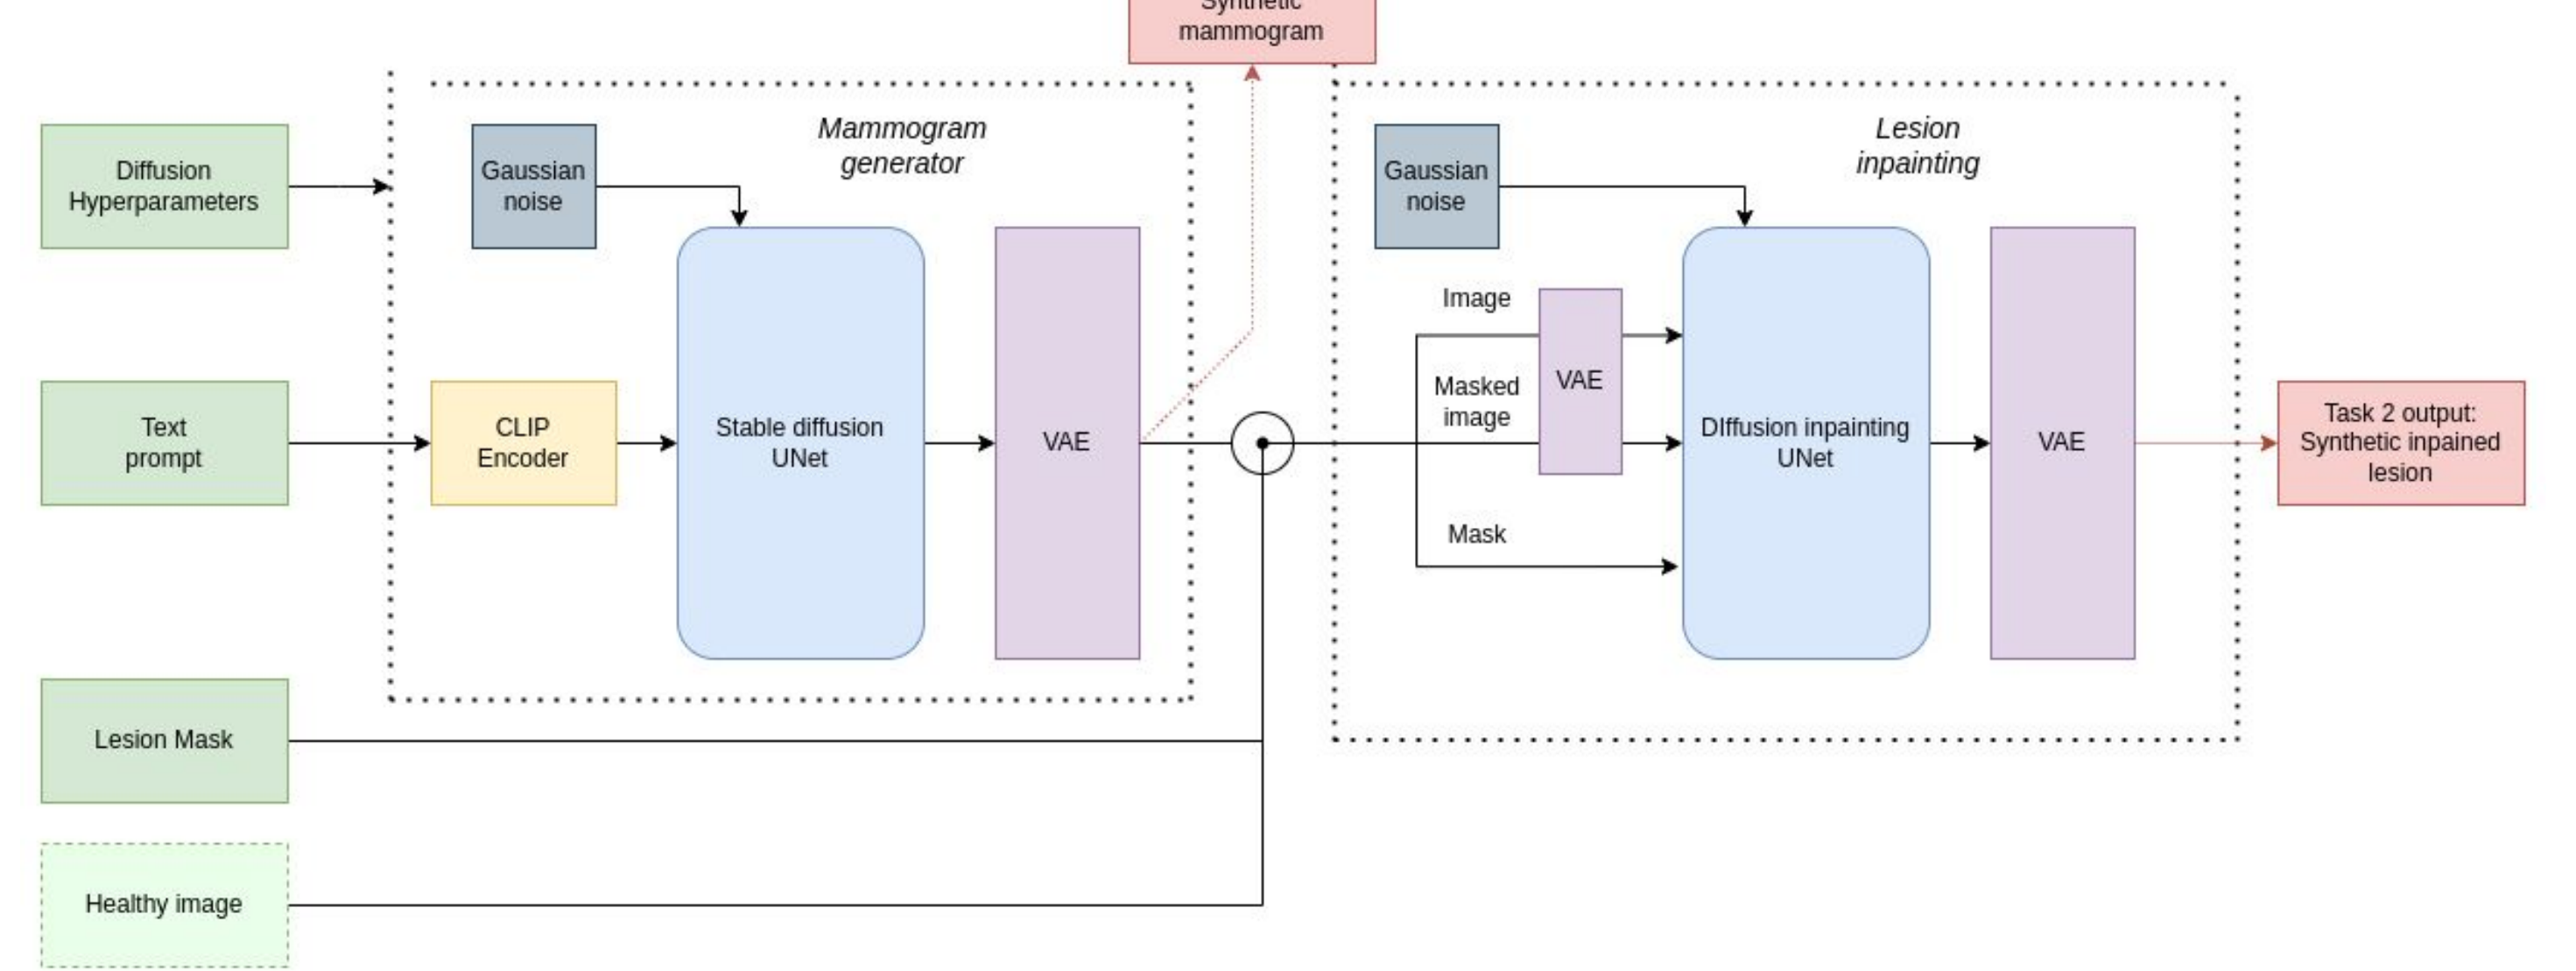 Synthetic
mammogram
Diffusion
Hyperparameters
Gaussian
noise
Mammogram
generator
Text
prompt
CLIP
Encoder
Stable diffusion
UNet
VAE
Lesion Mask
Healthy image
Gaussian
noise
Lesion
inpainting
Image
Masked
image
Mask
VAE
DIffusion inpainting
UNet
VAE
Task 2 output:
Synthetic inpained
lesion